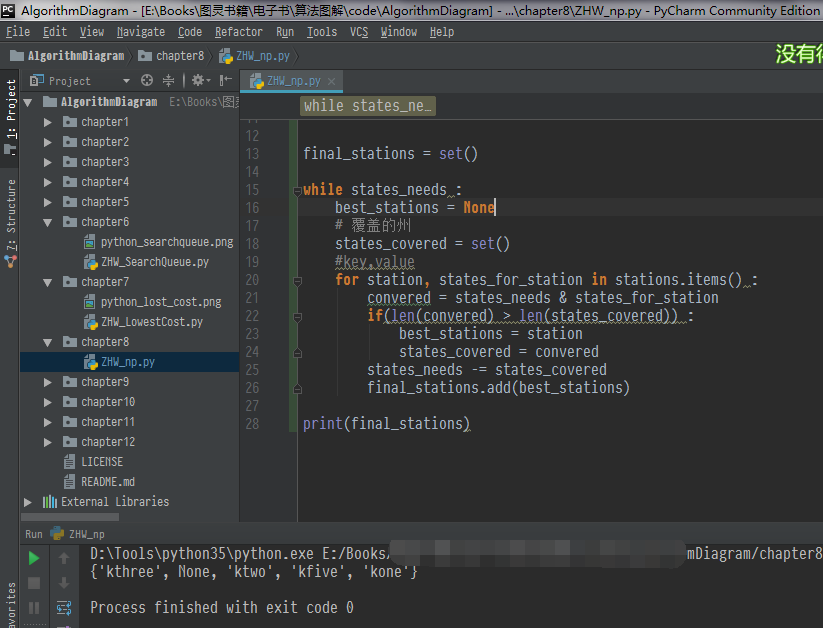 AlgorithmDiagram - [E:\Books\图灵书籍\电子书\算法图解\code\AlgorithmDiagram] - ...\chapter8\ZHW_np.py - PyCharm Community Edition
File Edit View Navigate Code Refactor Run Tools VCS Window Help
AlgorithmDiagram chapter8 ZHW_np.py
没有
Project ZHW_np.py
1: Project
7: Structure
AlgorithmDiagram E:\Books\图
chapter1
chapter2
chapter3
chapter4
chapter5
chapter6
python_searchqueue.png
ZHW_SearchQueue.py
chapter7
python_lost_cost.png
ZHW_LowestCost.py
chapter8
ZHW_np.py
chapter9
chapter10
chapter11
chapter12
LICENSE
README.md
External Libraries
while states_ne…
12
13 final_stations = set()
14
15 while states_needs :
16 best_stations = None
17 # 覆盖的州
18 states_covered = set()
19 #key,value
20 for station, states_for_station in stations.items() :
21 convered = states_needs & states_for_station
22 if(len(convered) > len(states_covered)) :
23 best_stations = station
24 states_covered = convered
25 states_needs -= states_covered
26 final_stations.add(best_stations)
27
28 print(final_stations)
Run ZHW_np
D:\Tools\python35\python.exe E:/Books/ mDiagram/chapter8
{'kthree', None, 'ktwo', 'kfive', 'kone'}
Process finished with exit code 0
avorites